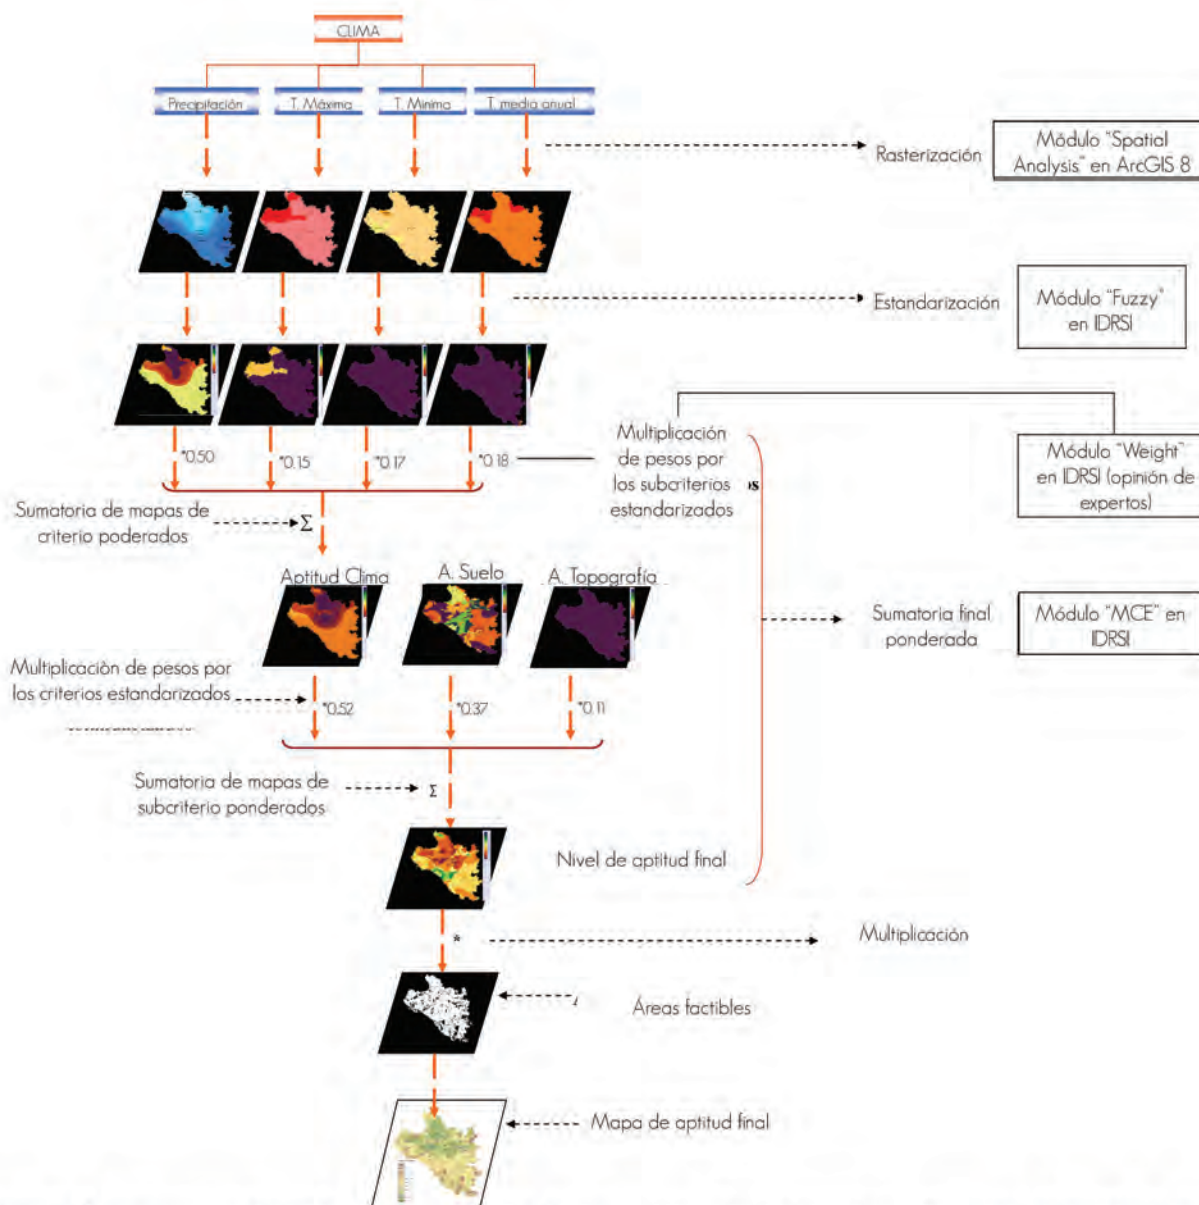 CLIMA
Precipitación
T. Máxima
T. Mínima
T. media anual
Rasterización
Módulo "Spatial
Analysis" en ArcGIS 8
Estandarización
Módulo "Fuzzy"
en IDRSI
*0.50
*0.15
*0.17
*0.18
Multiplicación
de pesos por
los subcriterios
estandarizados
os
Módulo "Weight"
en IDRSI (opinión de
expertos)
Sumatoria de mapas de
criterio poderados
Σ
Aptitud Clima
A. Suelo
A. Topografía
Sumatoria final
ponderada
Módulo "MCE" en
IDRSI
Multiplicación de pesos por
los criterios estandarizados
*0.52
*0.37
*0.11
Sumatoria de mapas de
subcriterio ponderados
Σ
Nivel de aptitud final
*
Multiplicación
Áreas factibles
Mapa de aptitud final